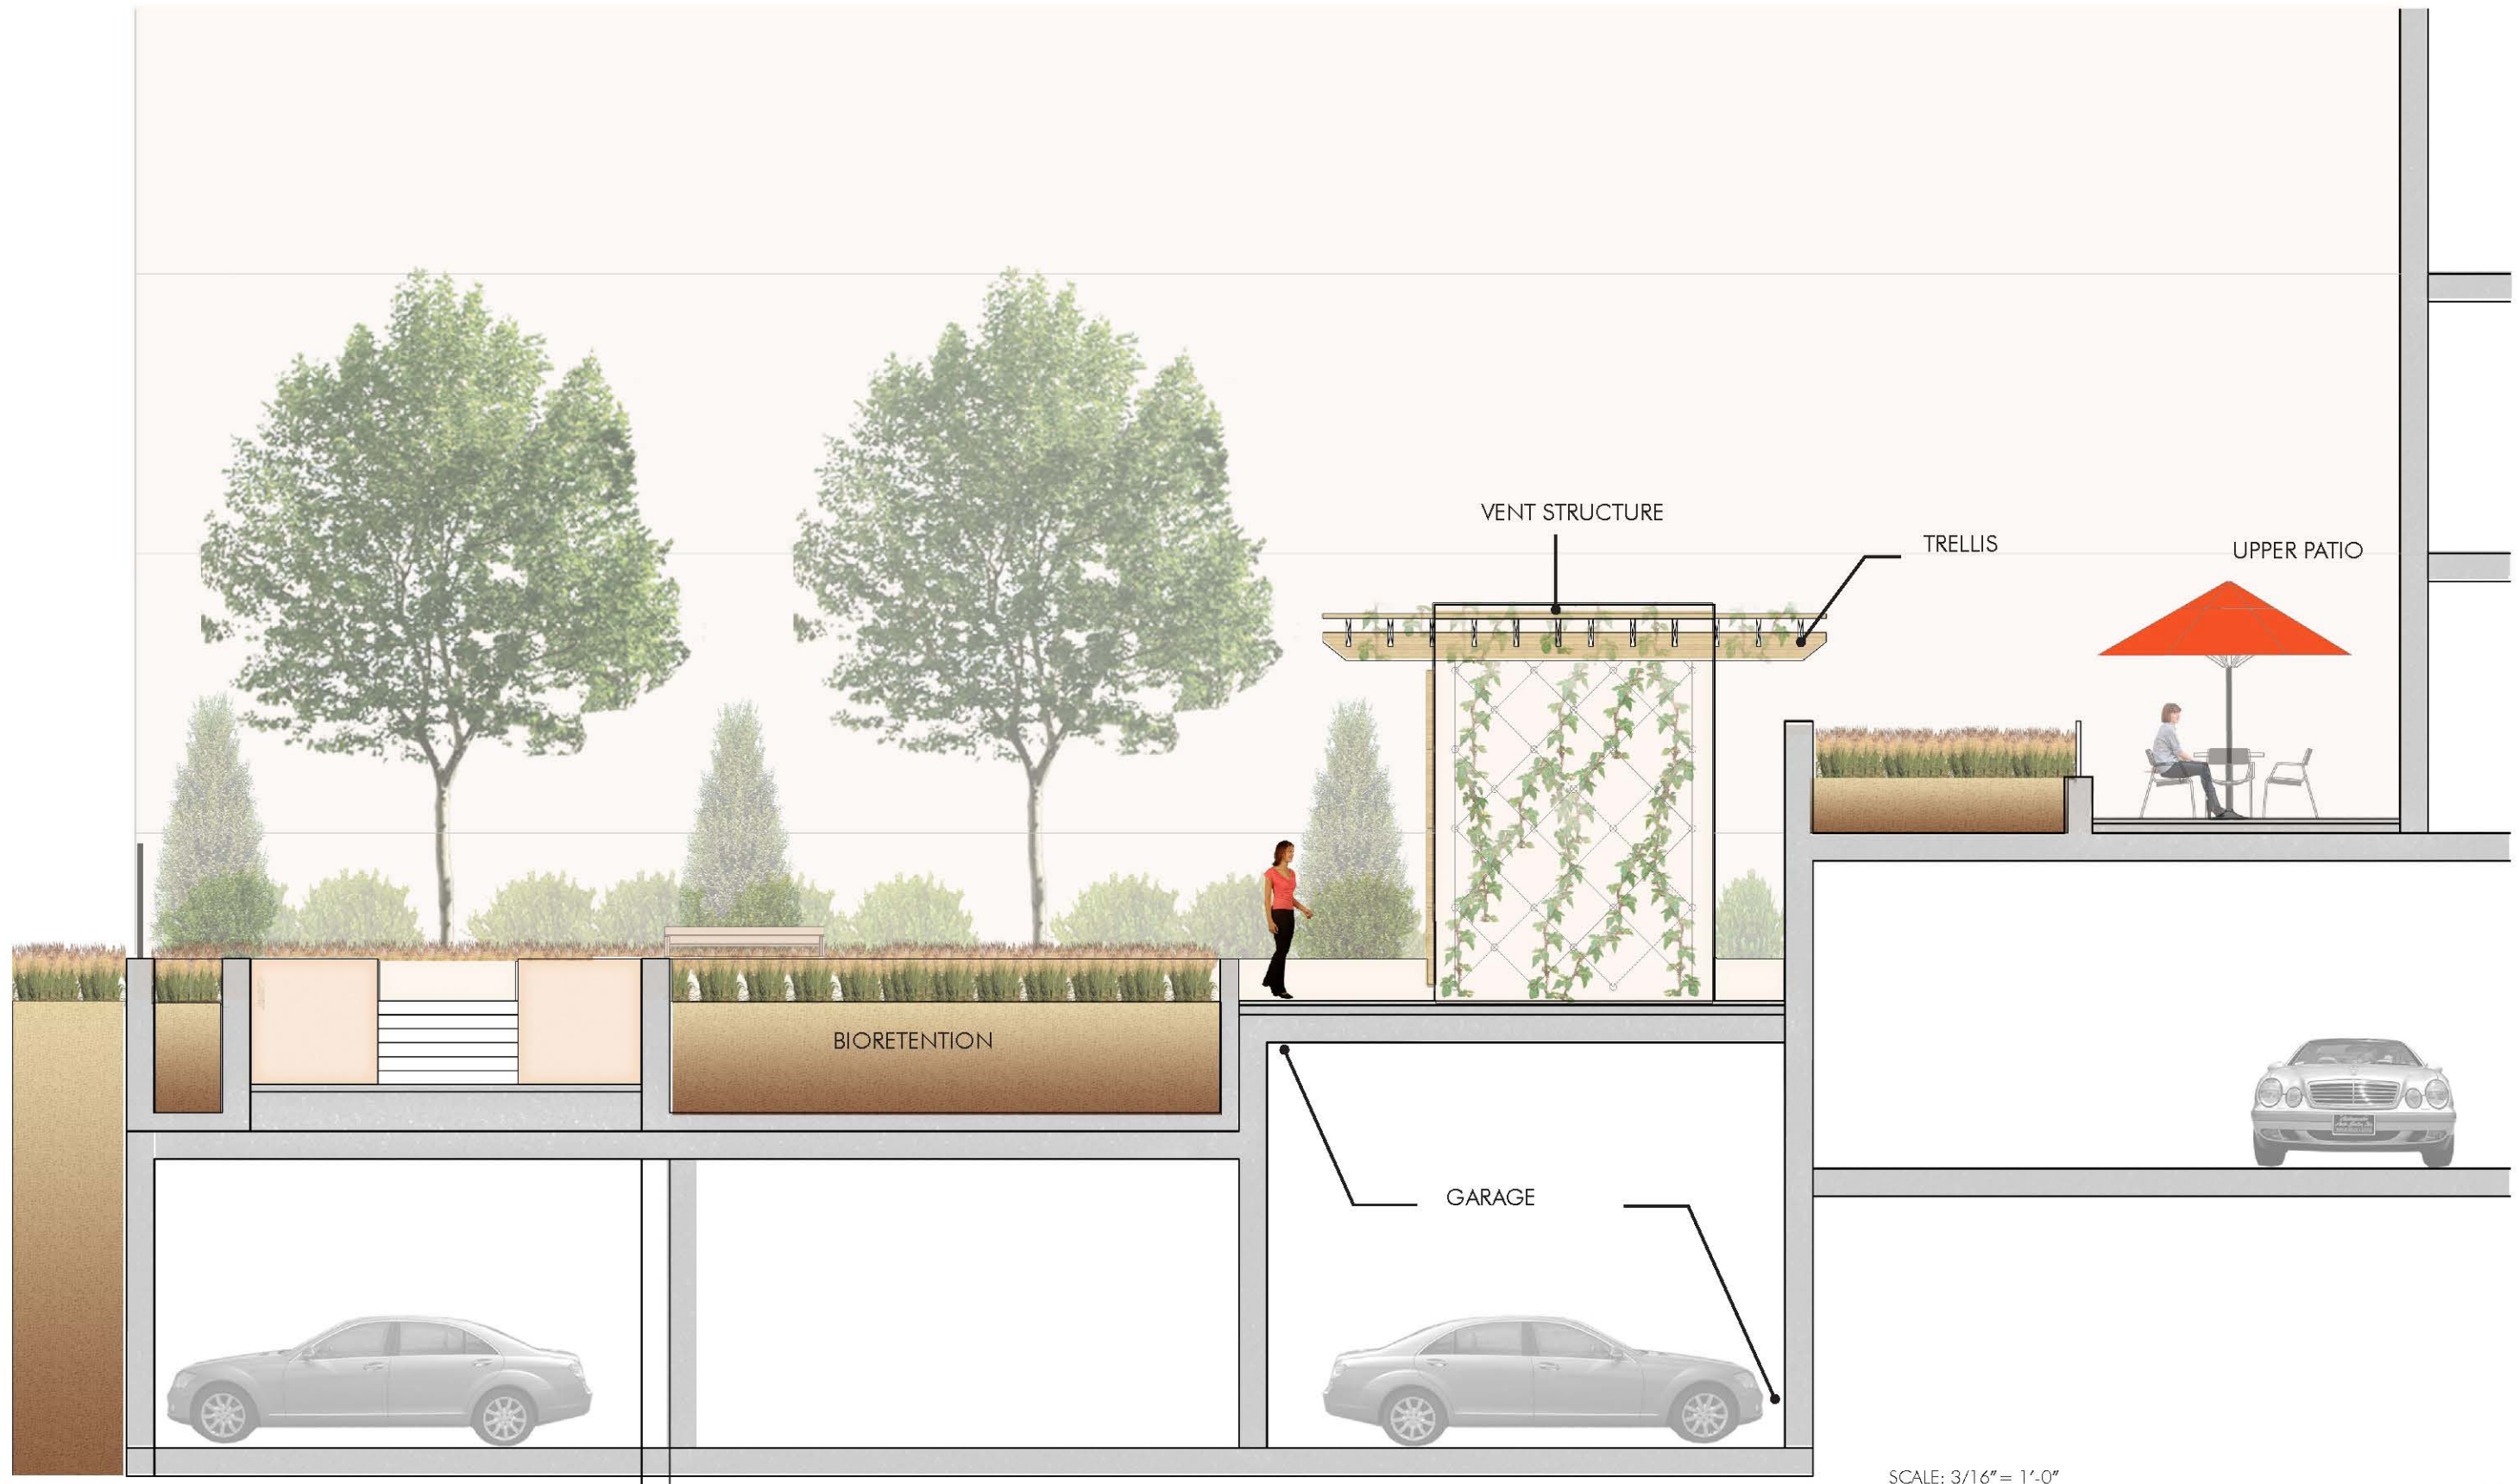 VENT STRUCTURE
TRELLIS
UPPER PATIO
BIORETENTION
GARAGE
SCALE: 3/16"= 1'-0"